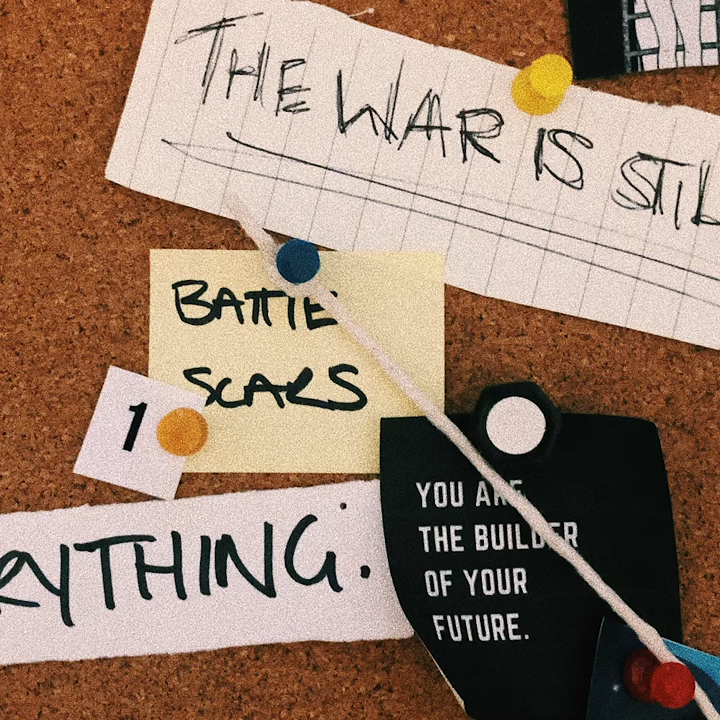 THE WAR IS STIL
BATTLE
SCARS
1
RYTHING.
YOU ARE
THE BUILDER
OF YOUR
FUTURE.